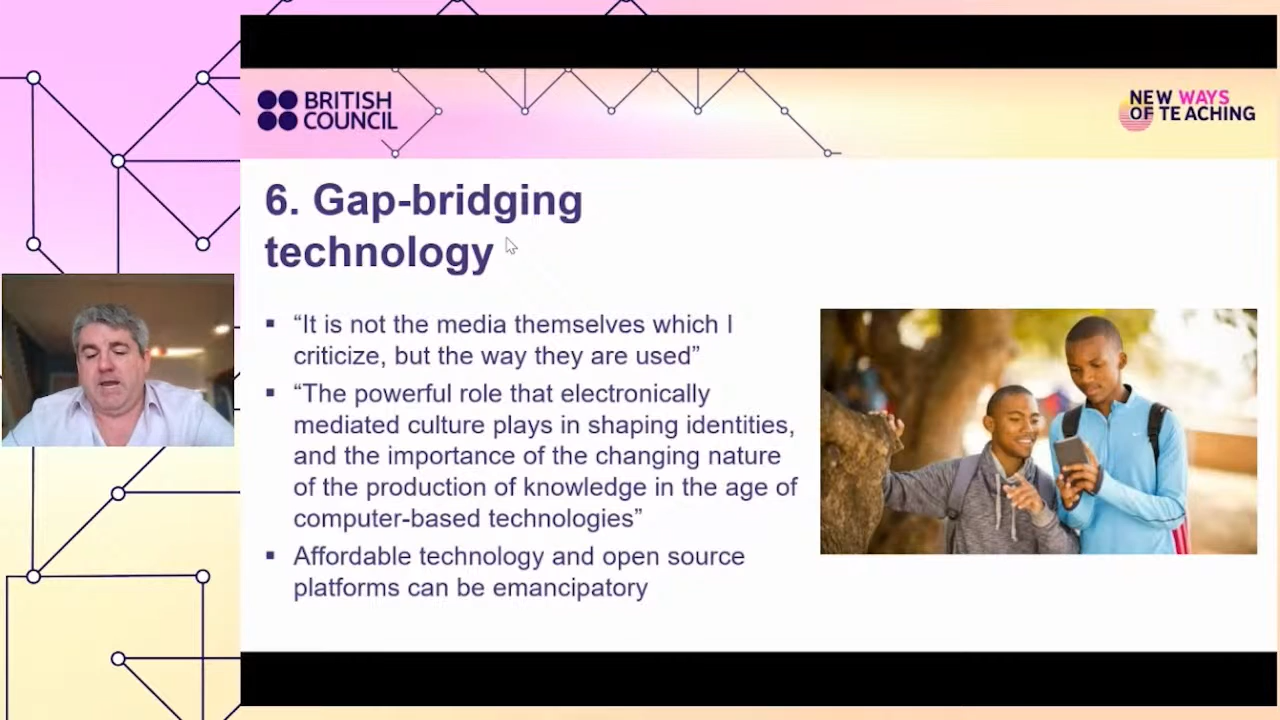 BRITISH
COUNCIL
NEW WAYS
OF TEACHING
6. Gap-bridging
technology
▪ “It is not the media themselves which I
criticize, but the way they are used”
▪ “The powerful role that electronically
mediated culture plays in shaping identities,
and the importance of the changing nature
of the production of knowledge in the age of
computer-based technologies”
▪ Affordable technology and open source
platforms can be emancipatory